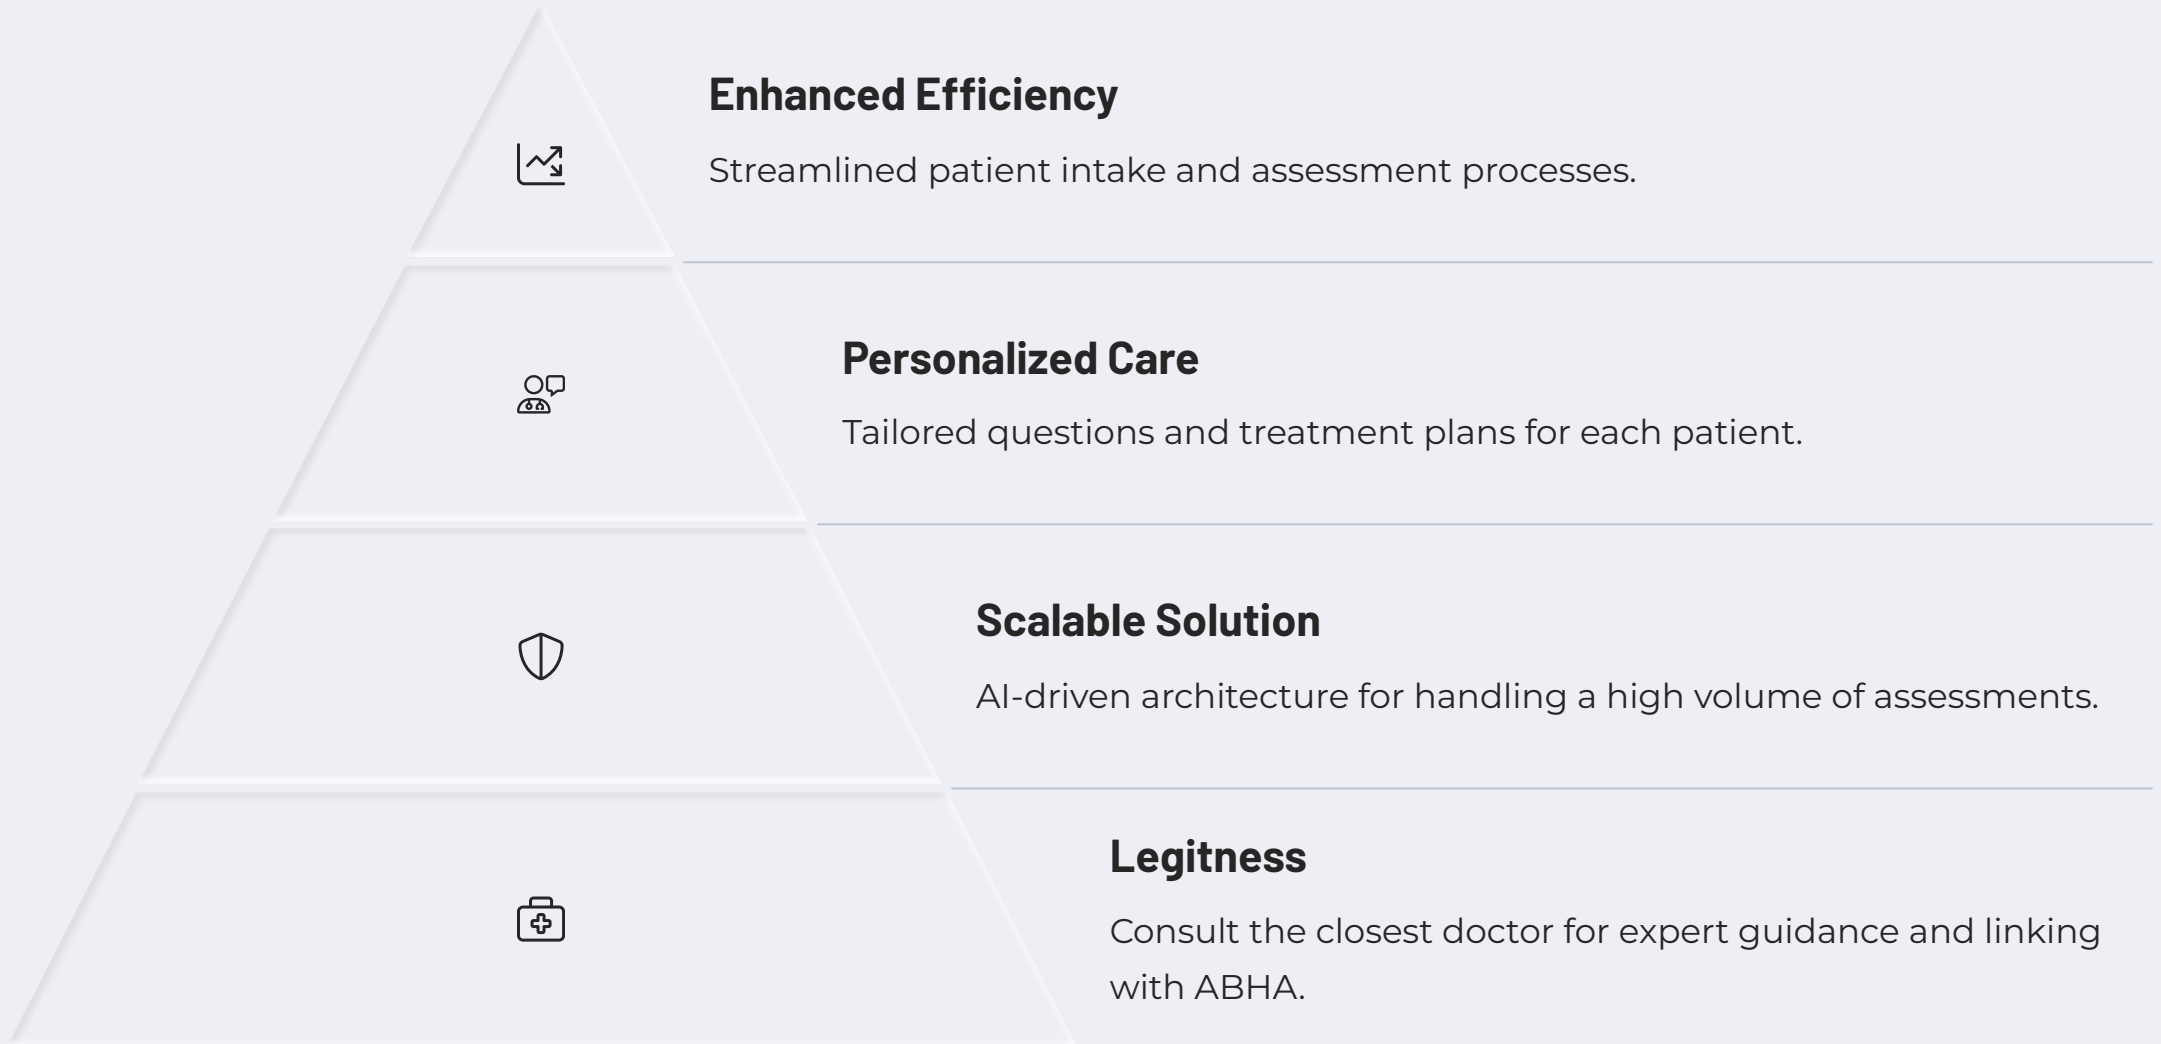 Enhanced Efficiency
Streamlined patient intake and assessment processes.
Personalized Care
Tailored questions and treatment plans for each patient.
Scalable Solution
AI-driven architecture for handling a high volume of assessments.
Legitness
Consult the closest doctor for expert guidance and linking
with ABHA.